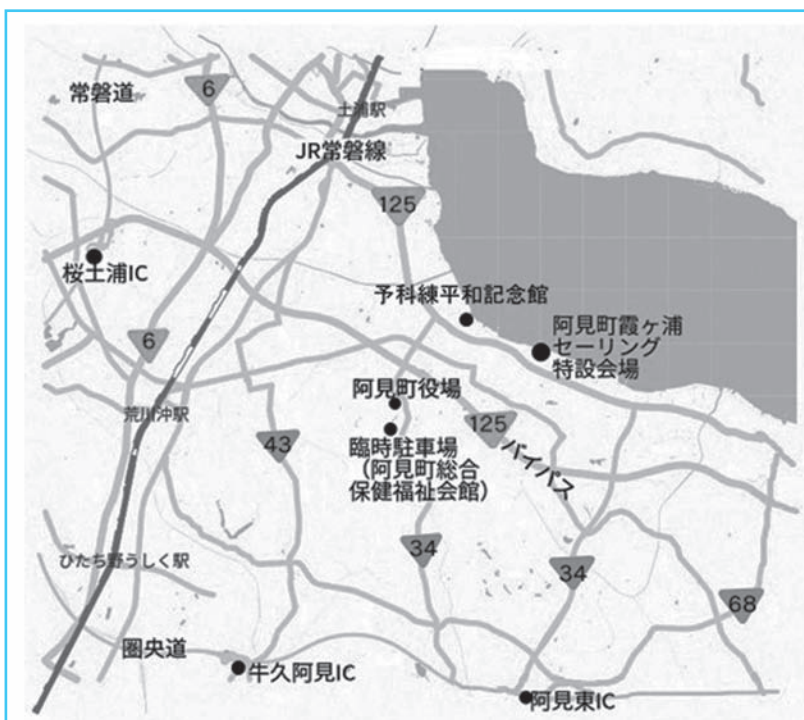 常磐道
6
土浦駅
JR常磐線
125
桜土浦IC
予科練平和記念館
阿見町霞ヶ浦
セーリング
特設会場
6
阿見町役場
荒川沖駅
125
バイパス
43
臨時駐車場
(阿見町総合
保健福祉会館)
34
ひたち野うしく駅
34
68
圏央道
牛久阿見IC
阿見東IC